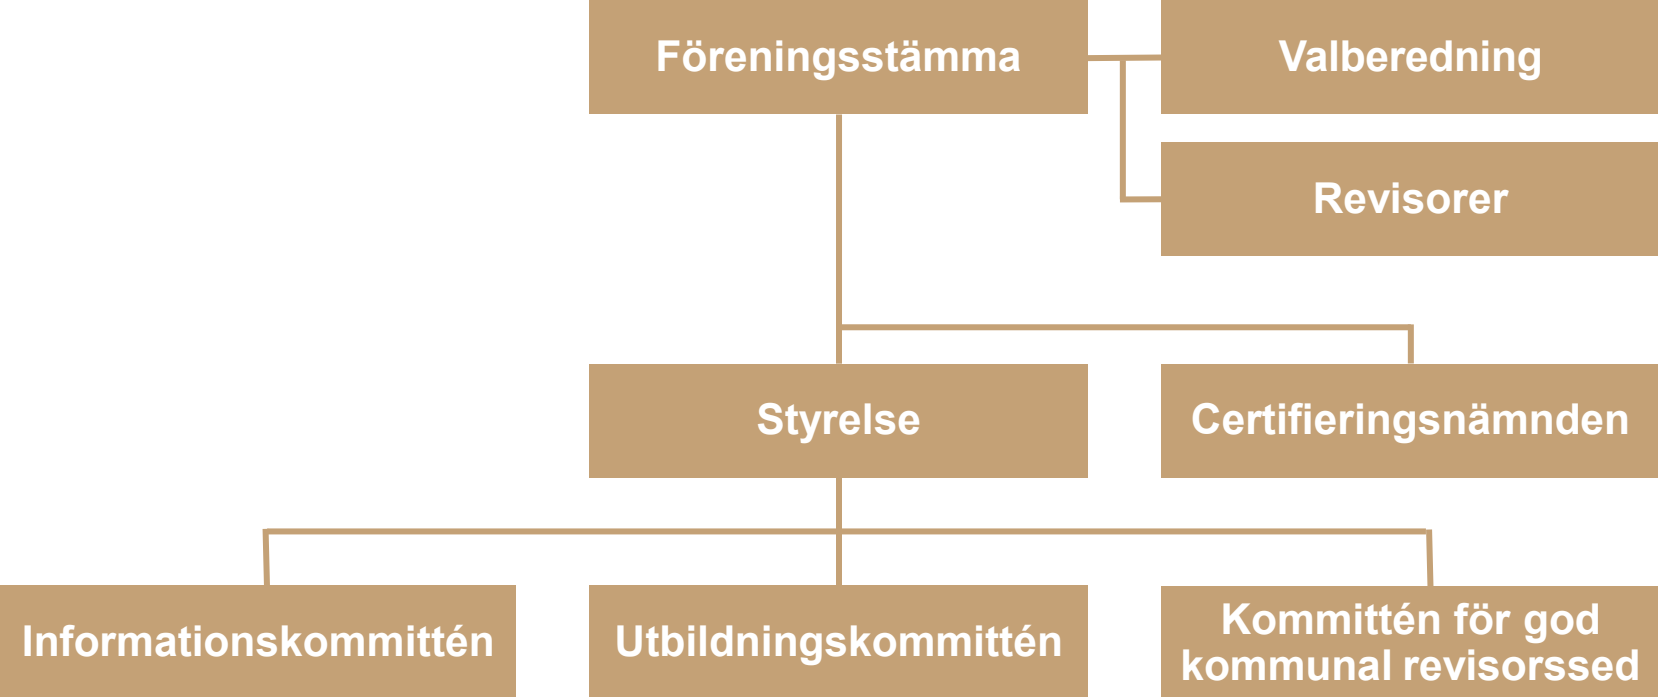 Föreningsstämma
Valberedning
Revisorer
Styrelse
Certifieringsnämnden
Informationskommittén
Utbildningskommittén
Kommittén för god
kommunal revisorssed